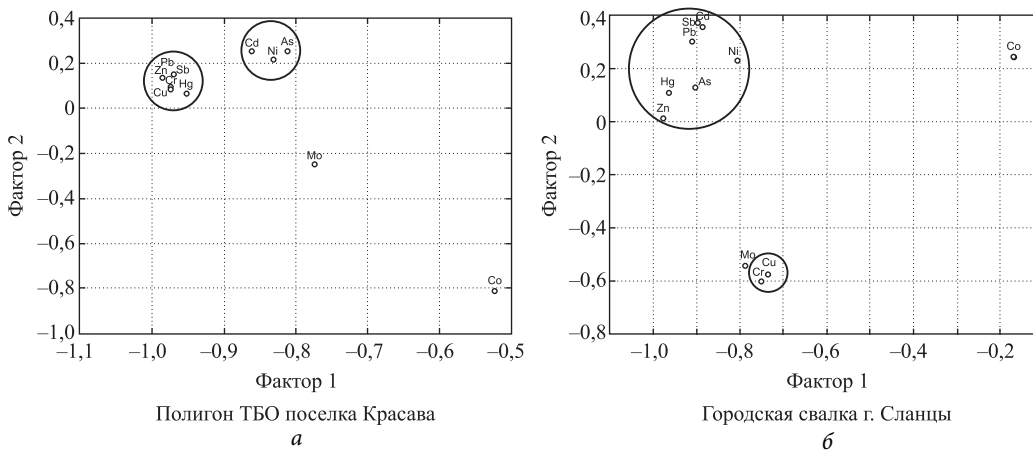 0,4
0,2
0
–0,2
–0,4
–0,6
–0,8
–1,0
Фактор 2
Pb
Zn
Sb
Cr
Cu
Hg
Cd
As
Ni
Mo
Co
–1,1
–1,0
–0,9
–0,8
–0,7
–0,6
–0,5
Фактор 1
Полигон ТБО поселка Красава
а
0,4
0,2
0
–0,2
–0,4
–0,6
–0,8
Фактор 2
Cd
Sb
Pb
Ni
Hg
As
Zn
Co
Mo
Cu
Cr
–1,0
–0,8
–0,6
–0,4
–0,2
Фактор 1
Городская свалка г. Сланцы
б